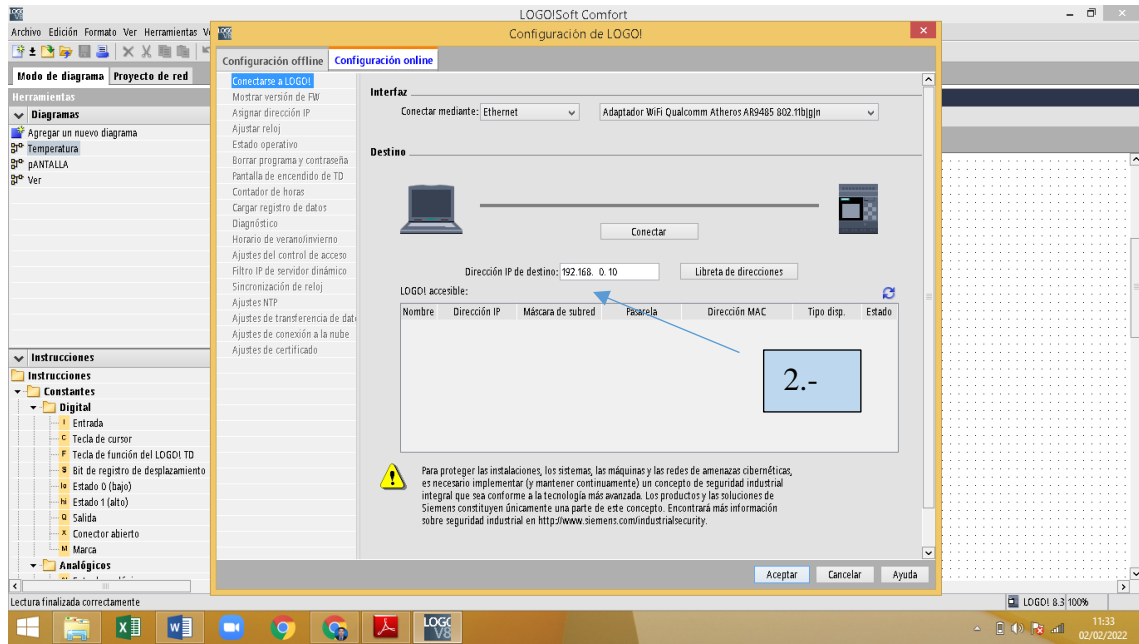 LOGO!Soft Comfort
Archivo Edición Formato Ver Herramientas V
Modo de diagrama Proyecto de red
Herramientas
Diagramas
Agregar un nuevo diagrama
Temperatura
pANTALLA
Ver
Instrucciones
Instrucciones
Constantes
Digital
I Entrada
C Tecla de cursor
F Tecla de función del LOGO! TD
S Bit de registro de desplazamiento
lo Estado 0 (bajo)
hi Estado 1 (alto)
Q Salida
X Conector abierto
M Marca
Analógicos
Lectura finalizada correctamente
Configuración de LOGO!
Configuración offline Configuración online
Conectarse a LOGO!
Mostrar versión de FW
Asignar dirección IP
Ajustar reloj
Estado operativo
Borrar programa y contraseña
Pantalla de encendido de TD
Contador de horas
Cargar registro de datos
Diagnóstico
Horario de verano/invierno
Ajustes del control de acceso
Filtro IP de servidor dinámico
Sincronización de reloj
Ajustes NTP
Ajustes de transferencia de dato
Ajustes de conexión a la nube
Ajustes de certificado
Interfaz
Conectar mediante: Ethernet Adaptador WiFi Qualcomm Atheros AR9485 802.11b|g|n
Destino
Conectar
Dirección IP de destino: 192.168. 0. 10 Libreta de direcciones
LOGO! accesible:
Nombre Dirección IP Máscara de subred Pasarela Dirección MAC Tipo disp. Estado
2.-
Para proteger las instalaciones, los sistemas, las máquinas y las redes de amenazas cibernéticas,
es necesario implementar (y mantener continuamente) un concepto de seguridad industrial
integral que sea conforme a la tecnología más avanzada. Los productos y las soluciones de
Siemens constituyen únicamente una parte de este concepto. Encontrará más información
sobre seguridad industrial en http://www.siemens.com/industrialsecurity.
Aceptar Cancelar Ayuda
LOGO! 8.3 100%
LOGO
V8
11:33
02/02/2022